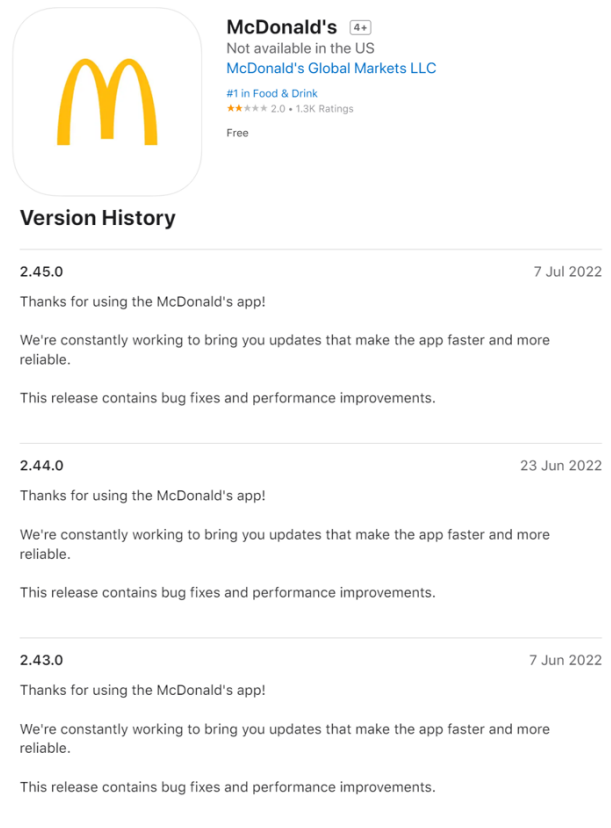 McDonald's 4+
Not available in the US
McDonald's Global Markets LLC
#1 in Food & Drink
★★★★★ 2.0 • 1.3K Ratings
Free
Version History
2.45.0 7 Jul 2022
Thanks for using the McDonald's app!
We're constantly working to bring you updates that make the app faster and more
reliable.
This release contains bug fixes and performance improvements.
2.44.0 23 Jun 2022
Thanks for using the McDonald's app!
We're constantly working to bring you updates that make the app faster and more
reliable.
This release contains bug fixes and performance improvements.
2.43.0 7 Jun 2022
Thanks for using the McDonald's app!
We're constantly working to bring you updates that make the app faster and more
reliable.
This release contains bug fixes and performance improvements.